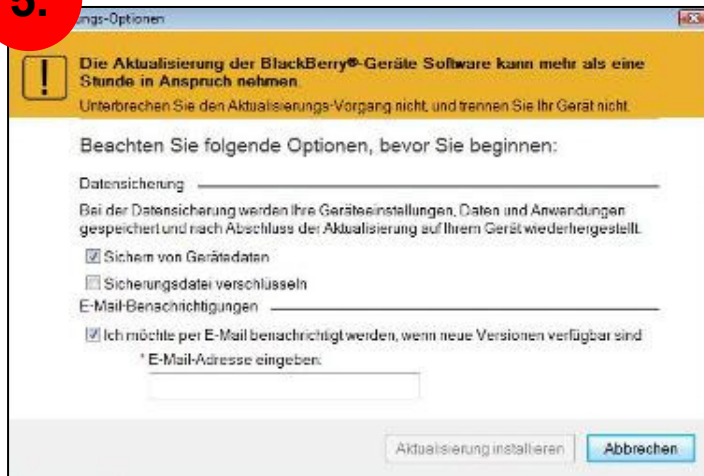 5.
ungs-Optionen
!
Die Aktualisierung der BlackBerry®-Geräte Software kann mehr als eine
Stunde in Anspruch nehmen.
Unterbrechen Sie den Aktualisierungs-Vorgang nicht, und trennen Sie Ihr Gerät nicht.
Beachten Sie folgende Optionen, bevor Sie beginnen:
Datensicherung
Bei der Datensicherung werden Ihre Geräteeinstellungen, Daten und Anwendungen
gespeichert und nach Abschluss der Aktualisierung auf Ihrem Gerät wiederhergestellt.
Sichern von Gerätedaten
Sicherungsdatei verschlüsseln
E-Mail-Benachrichtigungen
Ich möchte per E-Mail benachrichtigt werden, wenn neue Versionen verfügbar sind
* E-Mail-Adresse eingeben:
Aktualisierung installieren
Abbrechen